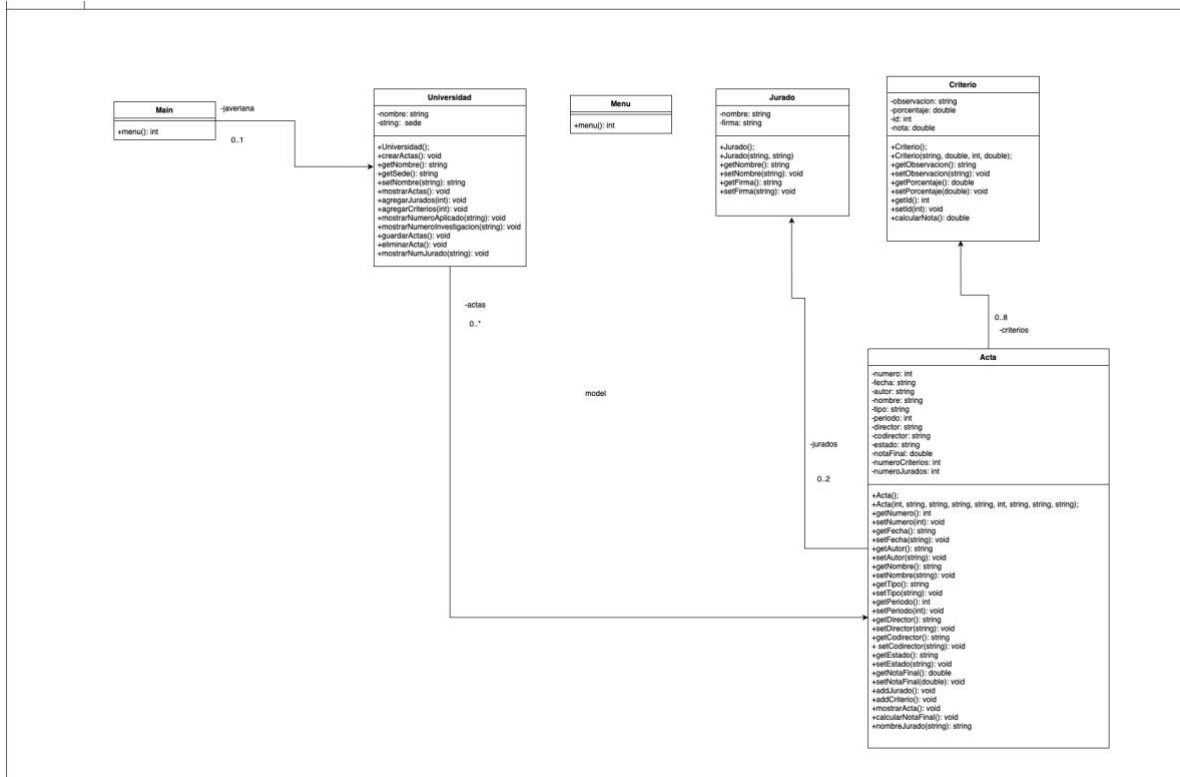 Main
+menu(): int
-javeriana
0..1
Universidad
-nombre: string
-string: sede
+Universidad();
+crearActas(): void
+getNombre(): string
+getSede(): string
+setNombre(string): string
+mostrarActas(): void
+agregarJurados(int): void
+agregarCriterios(int): void
+mostrarNumeroAplicado(string): void
+mostrarNumeroInvestigacion(string): void
+guardarActas(): void
+eliminarActa(): void
+mostrarNumJurado(string): void
-actas
0..*
Menu
+menu(): int
model
Jurado
-nombre: string
-firma: string
+Jurado();
+Jurado(string, string)
+getNombre(): string
+setNombre(string): void
+getFirma(): string
+setFirma(string): void
-jurados
0..2
Criterio
-observacion: string
-porcentaje: double
-id: int
-nota: double
+Criterio();
+Criterio(string, double, int, double);
+getObservacion(): string
+setObservacion(string): void
+getPorcentaje(): double
+setPorcentaje(double): void
+getId(): int
+setId(int): void
+calcularNota(): double
0..8
-criterios
Acta
-numero: int
-fecha: string
-autor: string
-nombre: string
-tipo: string
-periodo: int
-director: string
-codirector: string
-estado: string
-notaFinal: double
-numeroCriterios: int
-numeroJurados: int
+Acta();
+Acta(int, string, string, string, string, int, string, string, string);
+getNumero(): int
+setNumero(int): void
+getFecha(): string
+setFecha(string): void
+getAutor(): string
+setAutor(string): void
+getNombre(): string
+setNombre(string): void
+getTipo(): string
+setTipo(string): void
+getPeriodo(): int
+setPeriodo(int): void
+getDirector(): string
+setDirector(string): void
+getCodirector(): string
+ setCodirector(string): void
+getEstado(): string
+setEstado(string): void
+getNotaFinal(): double
+setNotaFinal(double): void
+addJurado(): void
+addCriterio(): void
+mostrarActa(): void
+calcularNotaFinal(): void
+nombreJurado(string): string